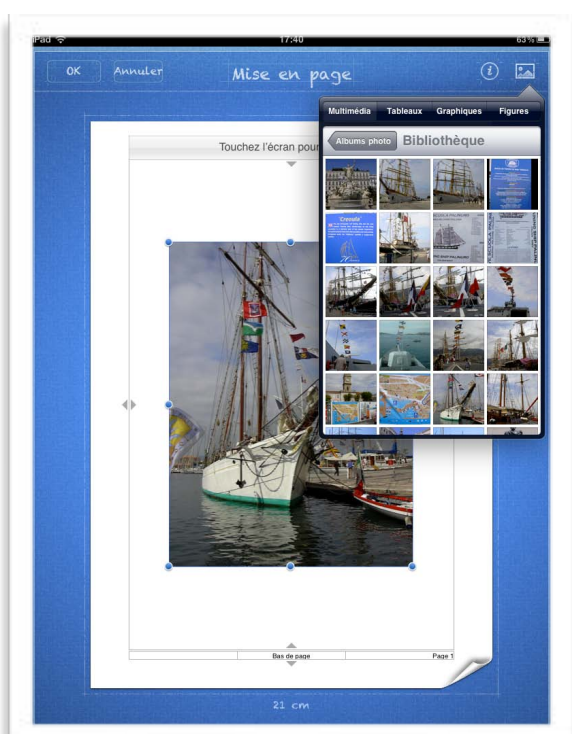 iPad 17:40 63%
OK Annuler Mise en page
Multimédia Tableaux Graphiques Figures
Albums photo Bibliothèque
Touchez l'écran pour
Bas de page Page 1
21 cm